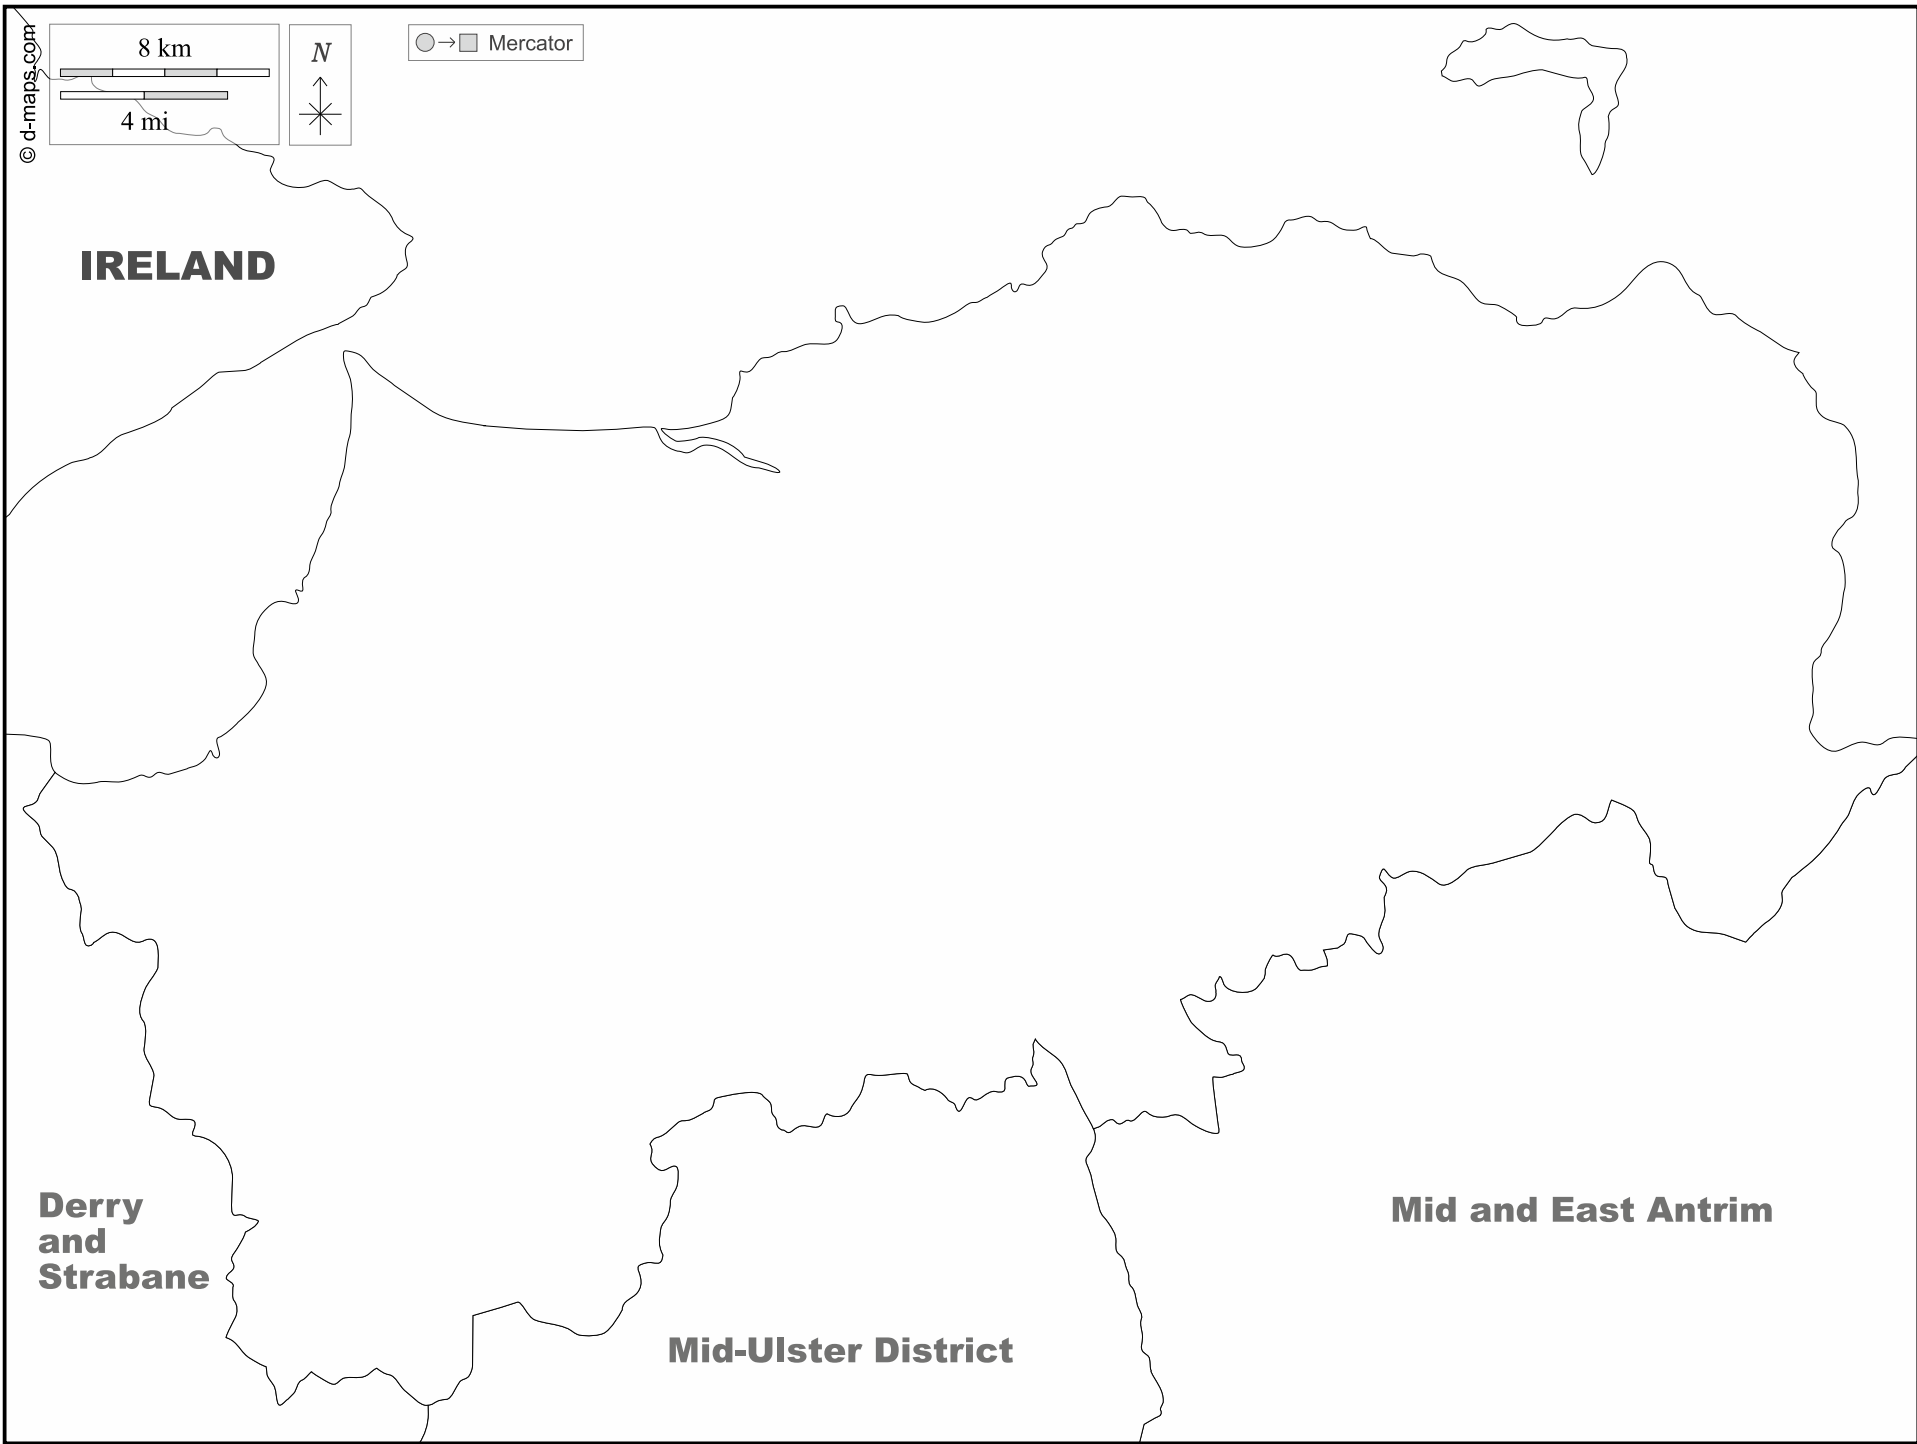 © d-maps.com
8 km
4 mi
N
Mercator
IRELAND
Derry
and
Strabane
Mid-Ulster District
Mid and East Antrim